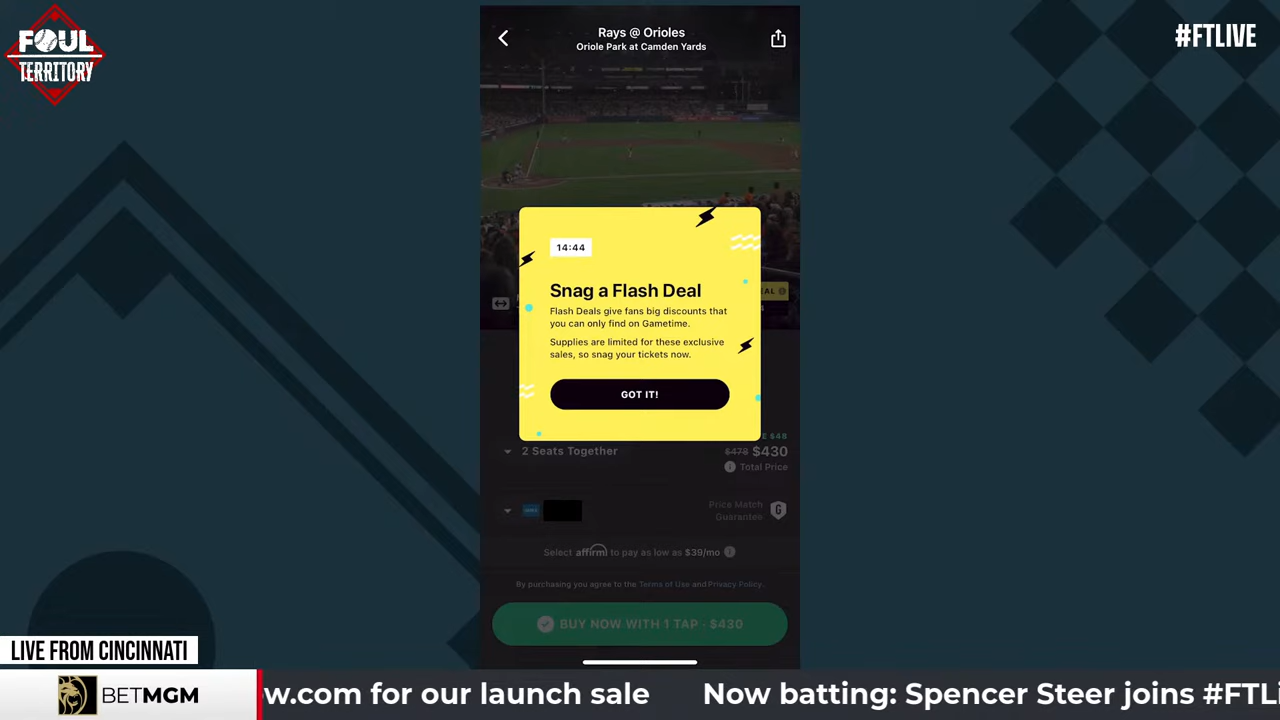 FOUL
TERRITORY
#FTLIVE
Rays @ Orioles
Oriole Park at Camden Yards
14:44
Snag a Flash Deal
Flash Deals give fans big discounts that
you can only find on Gametime.
Supplies are limited for these exclusive
sales, so snag your tickets now.
GOT IT!
2 Seats Together
$478 $430
Total Price
Price Match
Guarantee
Select affirm to pay as low as $39/mo
By purchasing you agree to the Terms of Use and Privacy Policy.
BUY NOW WITH 1 TAP - $430
LIVE FROM CINCINNATI
BETMGM
w.com for our launch sale
Now batting: Spencer Steer joins #FTLi